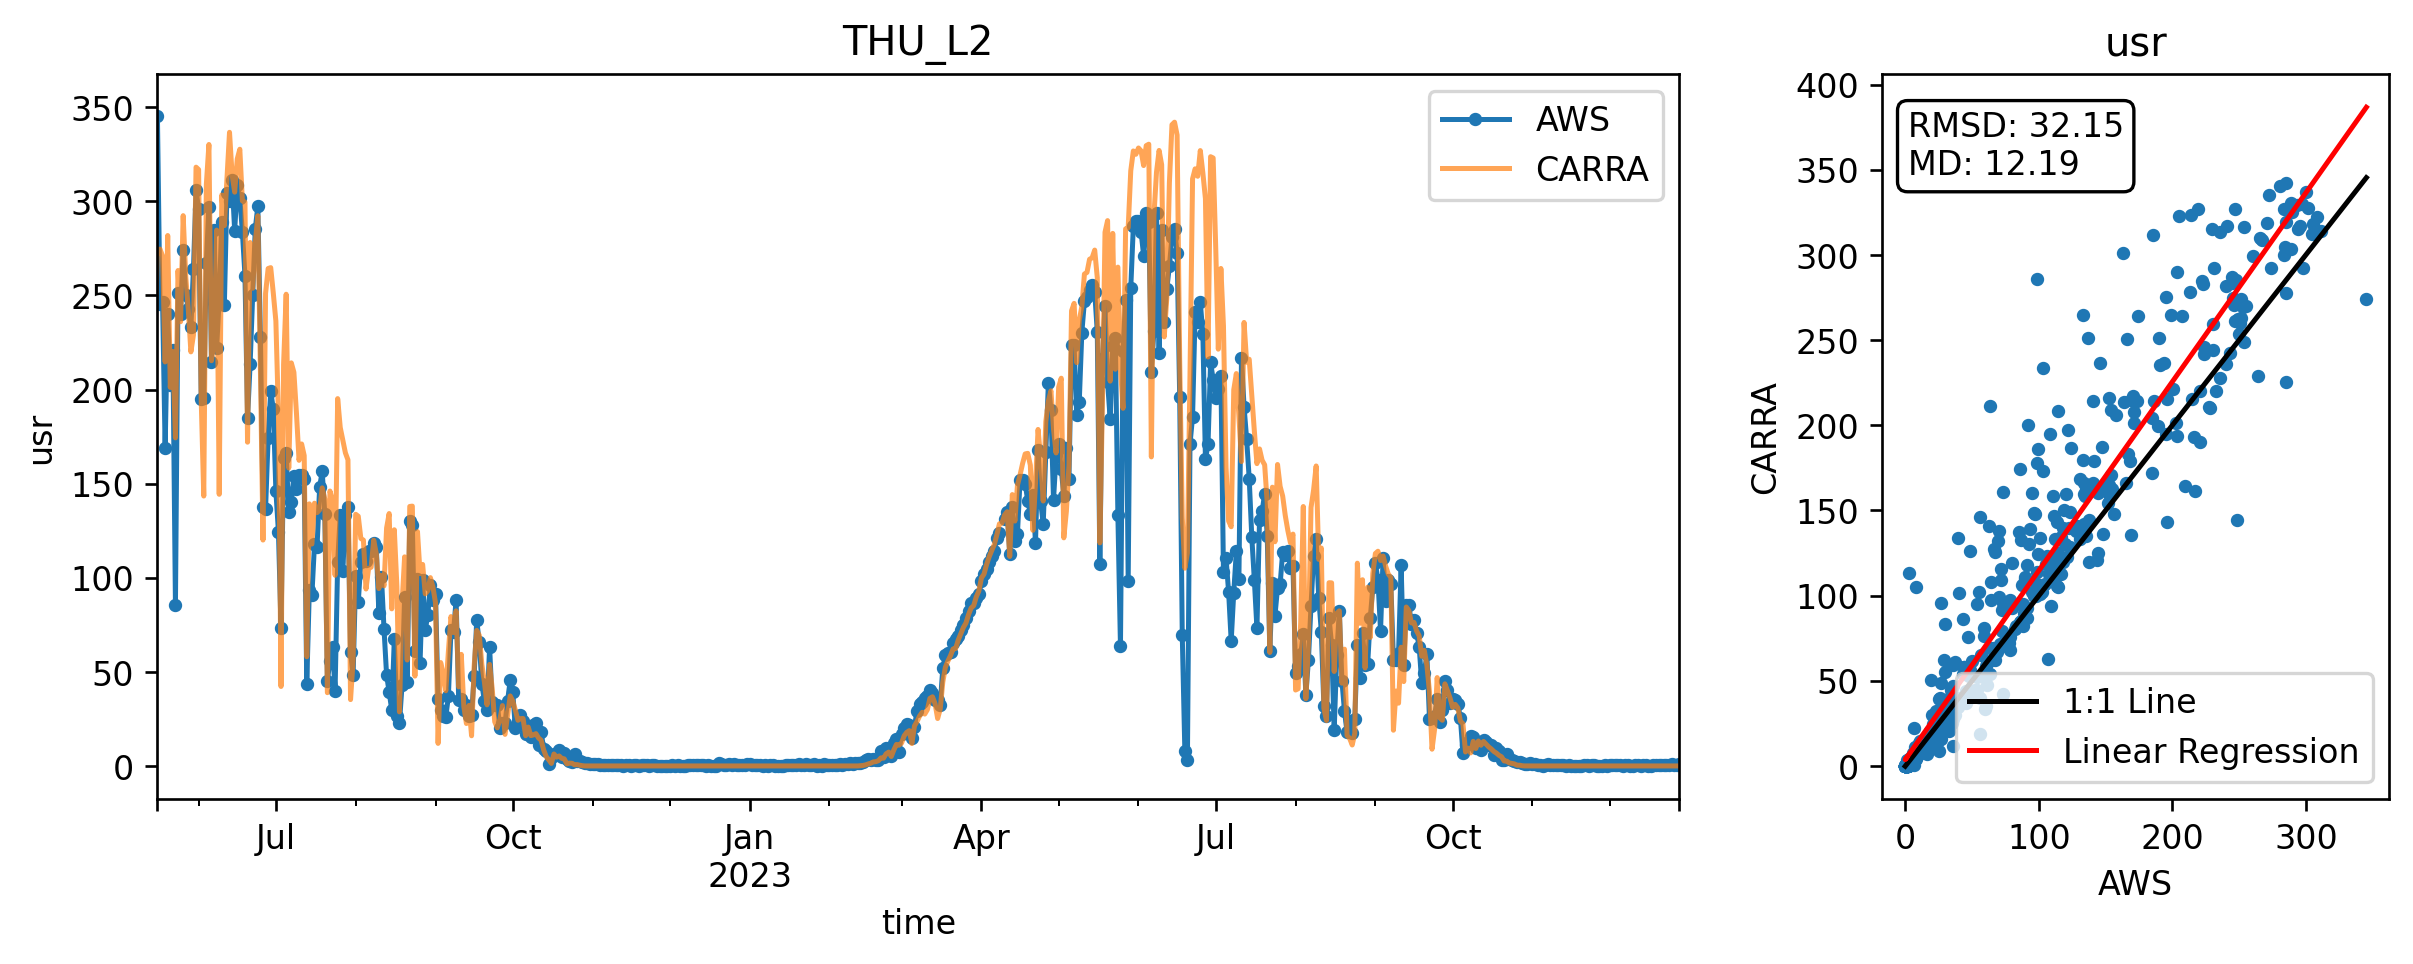 THU_L2
usr
350
300
250
200
150
100
50
0
AWS
CARRA
Jul
Oct
Jan
2023
Apr
Jul
Oct
time
usr
CARRA
400
350
300
250
200
150
100
50
0
RMSD: 32.15
MD: 12.19
1:1 Line
Linear Regression
0
100
200
300
AWS